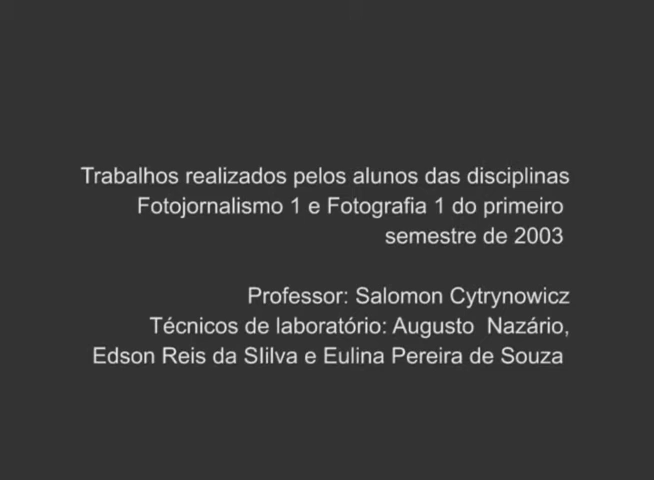 Trabalhos realizados pelos alunos das disciplinas
Fotojornalismo 1 e Fotografia 1 do primeiro
semestre de 2003
Professor: Salomon Cytrynowicz
Técnicos de laboratório: Augusto Nazário,
Edson Reis da SIilva e Eulina Pereira de Souza